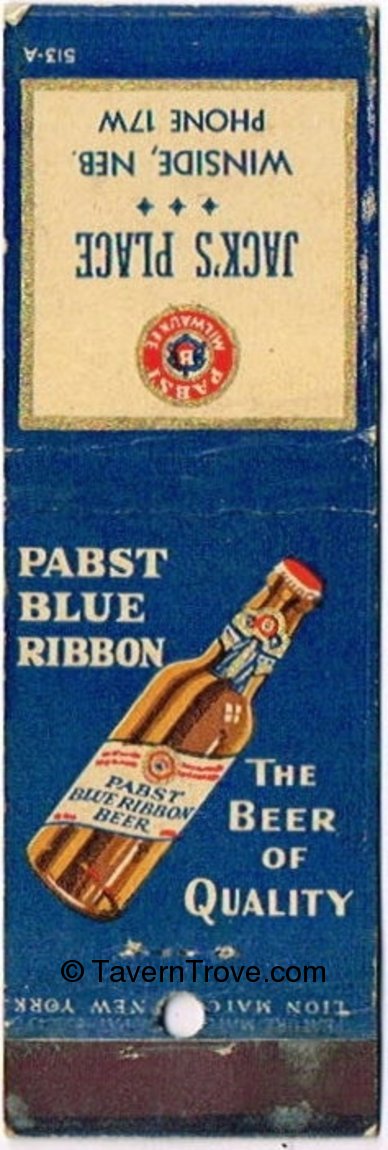 513-A
JACK'S PLACE
WINSIDE, NEB.
PHONE 17W
PABST
MILWAUKEE
B
PABST
BLUE
RIBBON
PABST
BLUE RIBBON
BEER
THE
BEER
OF
QUALITY
© TavernTrove.com
LION MATCH NEW YORK